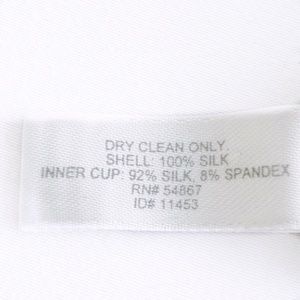 DRY CLEAN ONLY.
SHELL: 100% SILK
INNER CUP: 92% SILK, 8% SPANDEX
RN# 54867
ID# 11453